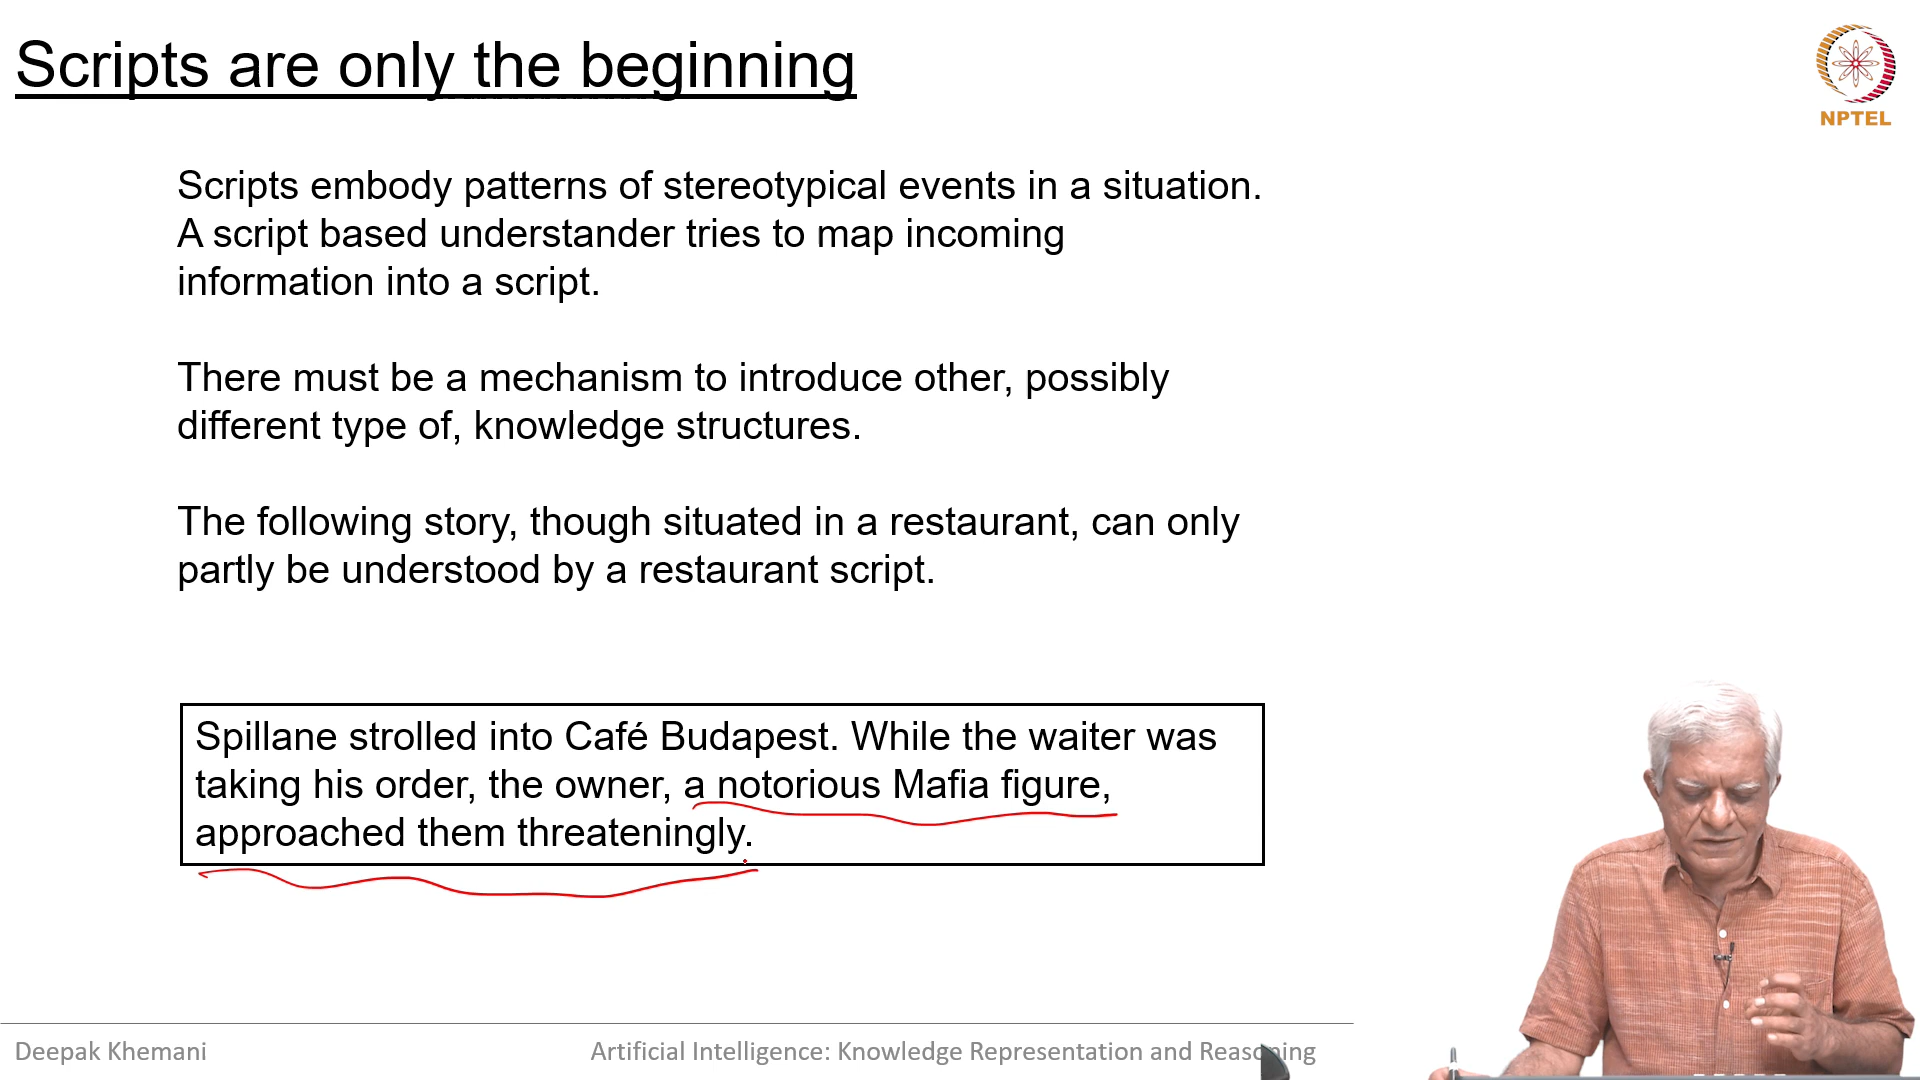 Scripts are only the beginning
NPTEL
Scripts embody patterns of stereotypical events in a situation.
A script based understander tries to map incoming
information into a script.
There must be a mechanism to introduce other, possibly
different type of, knowledge structures.
The following story, though situated in a restaurant, can only
partly be understood by a restaurant script.
Spillane strolled into Café Budapest. While the waiter was
taking his order, the owner, a notorious Mafia figure,
approached them threateningly.
Deepak Khemani
Artificial Intelligence: Knowledge Representation and Reasoning